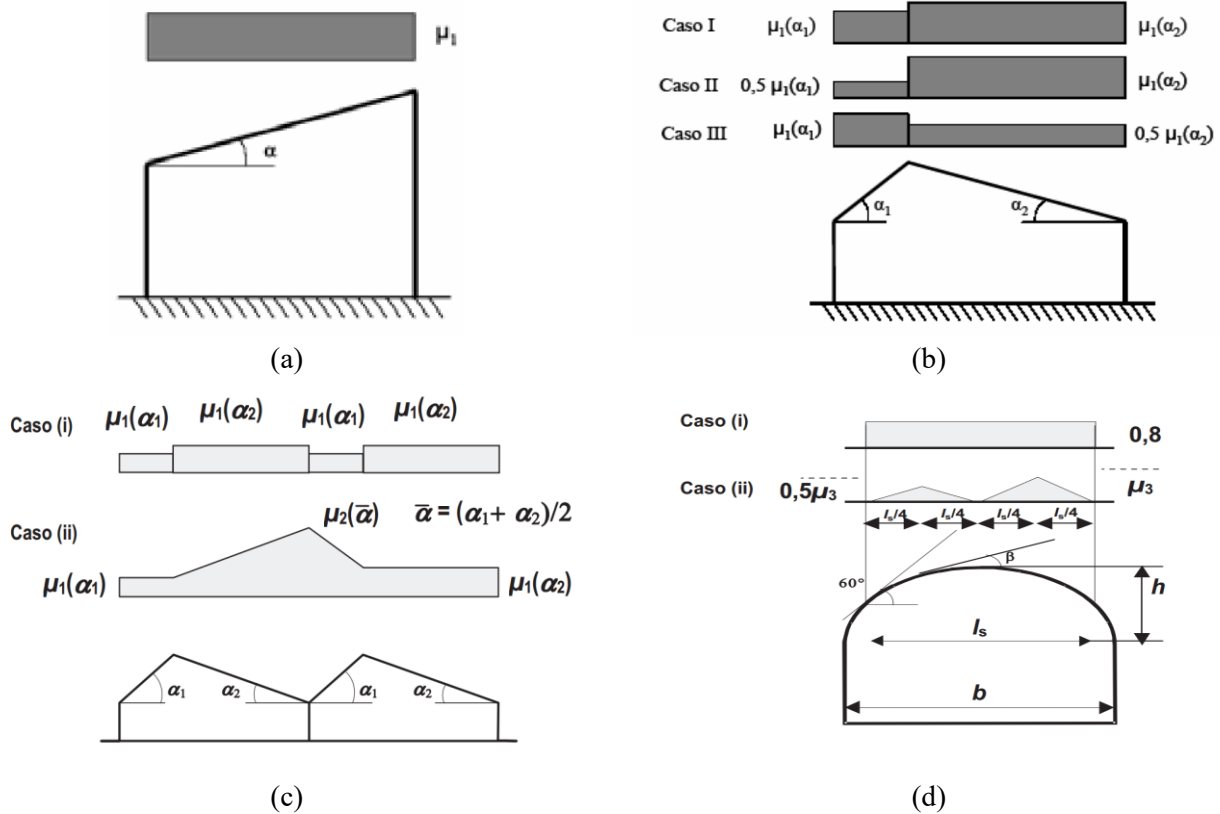 μ₁
α
(a)
Caso I μ₁(α₁) μ₁(α₂)
Caso II 0,5 μ₁(α₁) μ₁(α₂)
Caso III μ₁(α₁) 0,5 μ₁(α₂)
α₁ α₂
(b)
μ₁(α₁) μ₁(α₂) μ₁(α₁) μ₁(α₂)
Caso (i)
μ₂(α̅) α̅ = (α₁+ α₂)/2
Caso (ii)
μ₁(α₁) μ₁(α₂)
α₁ α₂ α₁ α₂
(c)
Caso (i) 0,8
Caso (ii) 0,5μ₃ μ₃
lₛ/4 lₛ/4 lₛ/4 lₛ/4
β
60°
h
lₛ
b
(d)